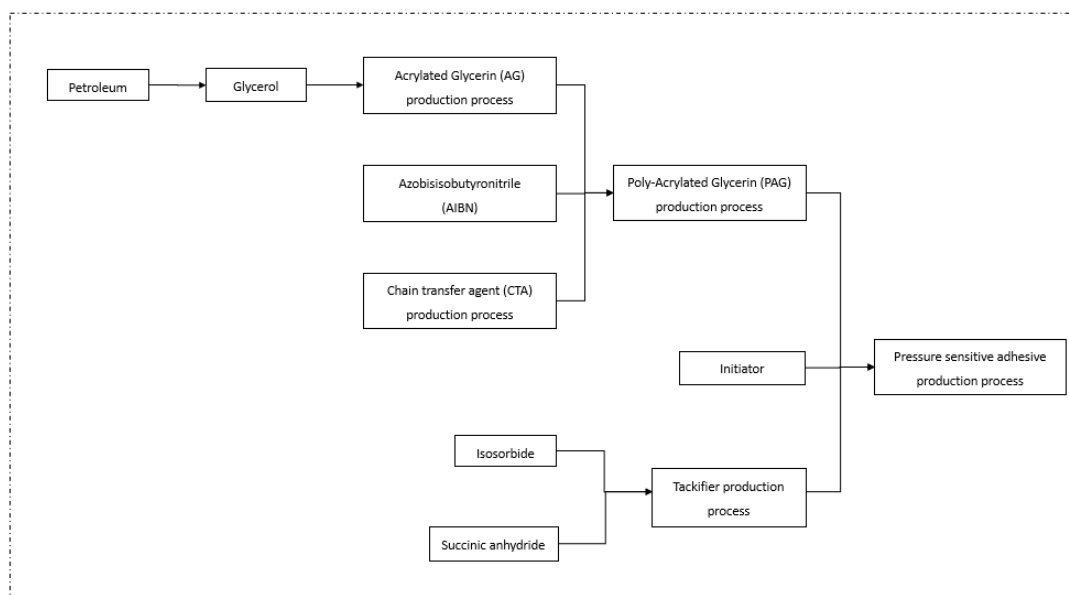 Petroleum
Glycerol
Acrylated Glycerin (AG)
production process
Azobisisobutyronitrile
(AIBN)
Chain transfer agent (CTA)
production process
Poly-Acrylated Glycerin (PAG)
production process
Initiator
Pressure sensitive adhesive
production process
Isosorbide
Succinic anhydride
Tackifier production
process